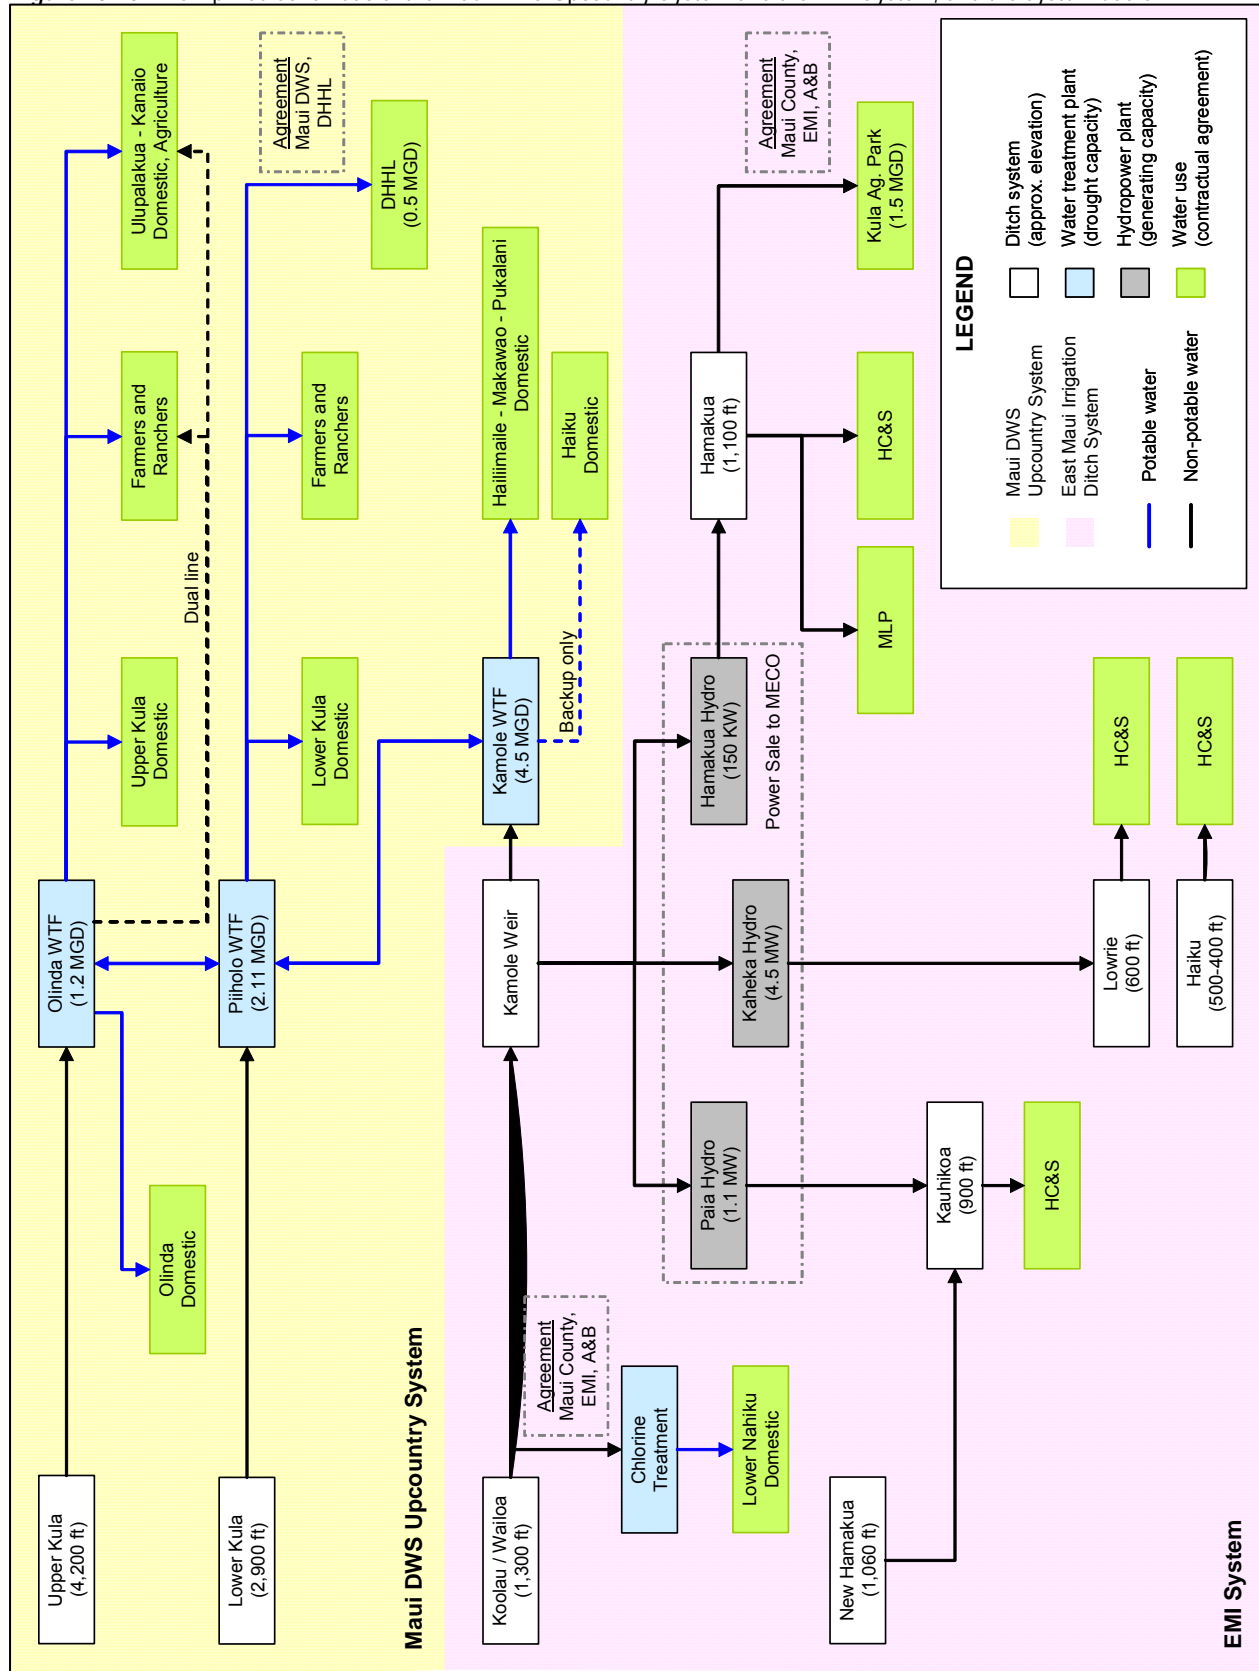 Upper Kula
(4,200 ft)
Olinda WTF
(1.2 MGD)
Olinda
Domestic
Upper Kula
Domestic
Farmers and
Ranchers
Ulupalakua - Kanaio
Domestic, Agriculture
Dual line
Lower Kula
(2,900 ft)
Piiholo WTF
(2.11 MGD)
Lower Kula
Domestic
Farmers and
Ranchers
Agreement
Maui DWS,
DHHL
DHHL
(0.5 MGD)
Maui DWS Upcountry System
Koolau / Wailoa
(1,300 ft)
Kamole Weir
Kamole WTF
(4.5 MGD)
Hailiimaile - Makawao - Pukalani
Domestic
Backup only
Haiku
Domestic
Agreement
Maui County,
EMI, A&B
Chlorine
Treatment
Lower Nahiku
Domestic
Paia Hydro
(1.1 MW)
Kaheka Hydro
(4.5 MW)
Hamakua Hydro
(150 KW)
Power Sale to MECO
Hamakua
(1,100 ft)
Agreement
Maui County,
EMI, A&B
MLP
HC&S
Kula Ag. Park
(1.5 MGD)
New Hamakua
(1,060 ft)
Kauhikoa
(900 ft)
HC&S
Lowrie
(600 ft)
HC&S
Haiku
(500-400 ft)
HC&S
EMI System
LEGEND
Maui DWS
Upcountry System
East Maui Irrigation
Ditch System
Potable water
Non-potable water
Ditch system
(approx. elevation)
Water treatment plant
(drought capacity)
Hydropower plant
(generating capacity)
Water use
(contractual agreement)